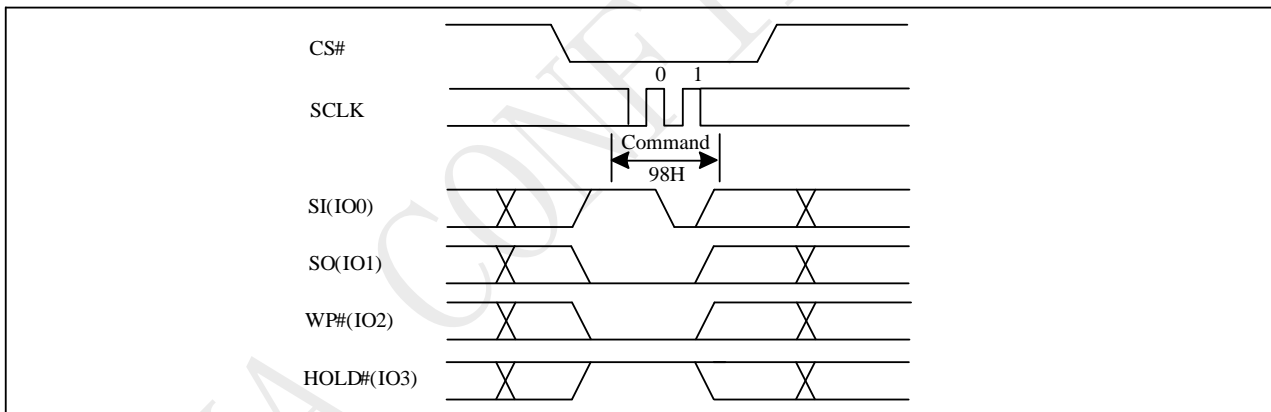 CS#
0 1
SCLK
Command
98H
SI(IO0)
SO(IO1)
WP#(IO2)
HOLD#(IO3)